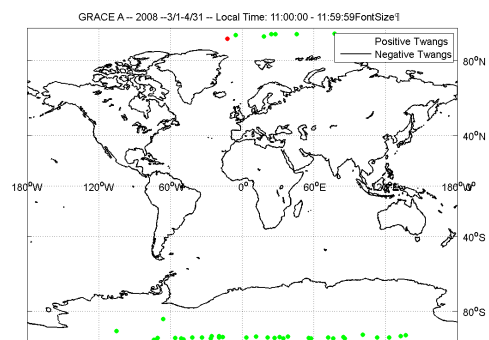 GRACE A -- 2008 --3/1-4/31 -- Local Time: 11:00:00 - 11:59:59FontSize
Positive Twangs
Negative Twangs
80°N
40°N
180°W 120°W 60°W 0° 60°E 120°E 180°W
40°S
80°S